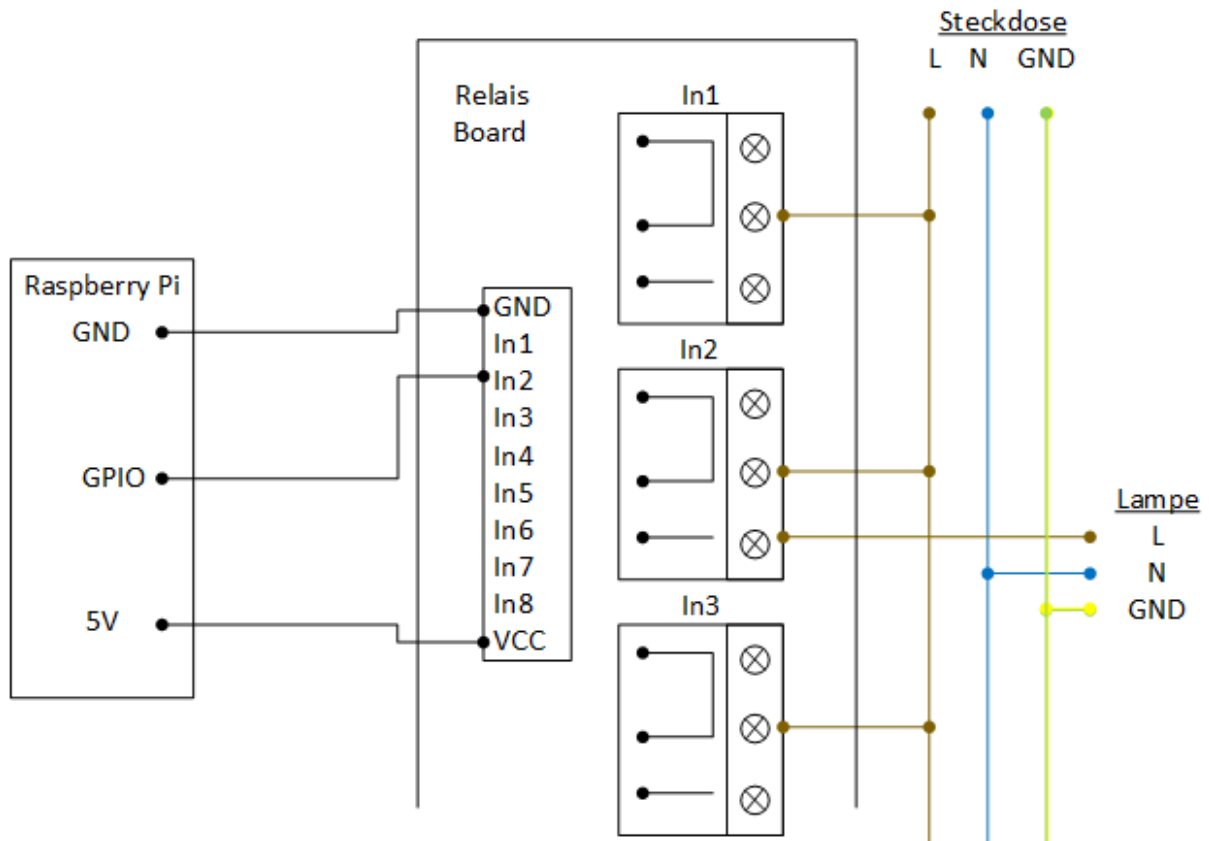 Steckdose
L N GND
Relais
Board
In1
Raspberry Pi
GND
GPIO
5V
GND
In1
In2
In3
In4
In5
In6
In7
In8
VCC
In2
In3
Lampe
L
N
GND